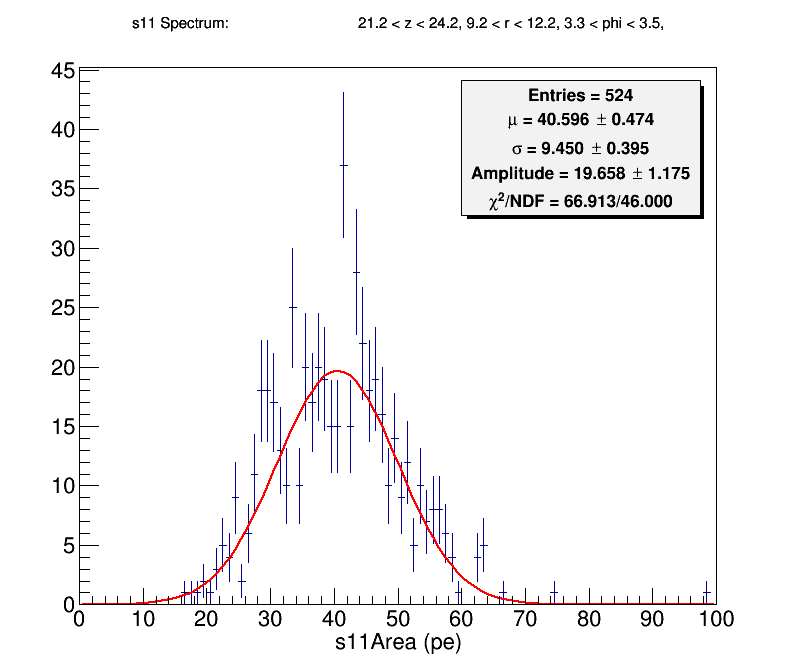 s11 Spectrum: 21.2 < z < 24.2, 9.2 < r < 12.2, 3.3 < phi < 3.5,
Entries = 524
μ = 40.596 ± 0.474
σ = 9.450 ± 0.395
Amplitude = 19.658 ± 1.175
χ²/NDF = 66.913/46.000
45
40
35
30
25
20
15
10
5
0
0 10 20 30 40 50 60 70 80 90 100
s11Area (pe)